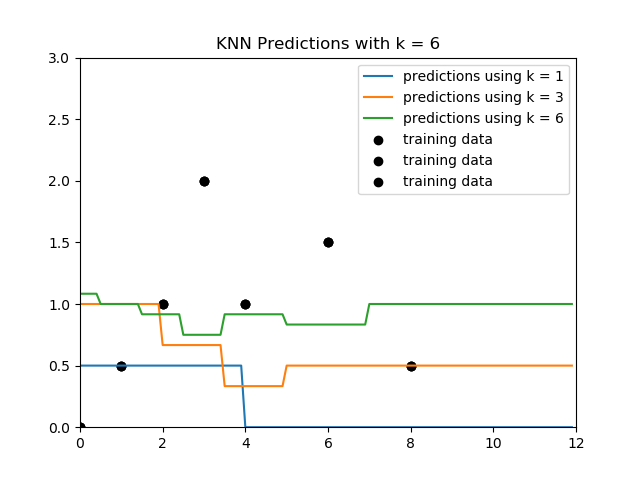 KNN Predictions with k = 6
3.0
2.5
2.0
1.5
1.0
0.5
0.0
0 2 4 6 8 10 12
predictions using k = 1
predictions using k = 3
predictions using k = 6
training data
training data
training data